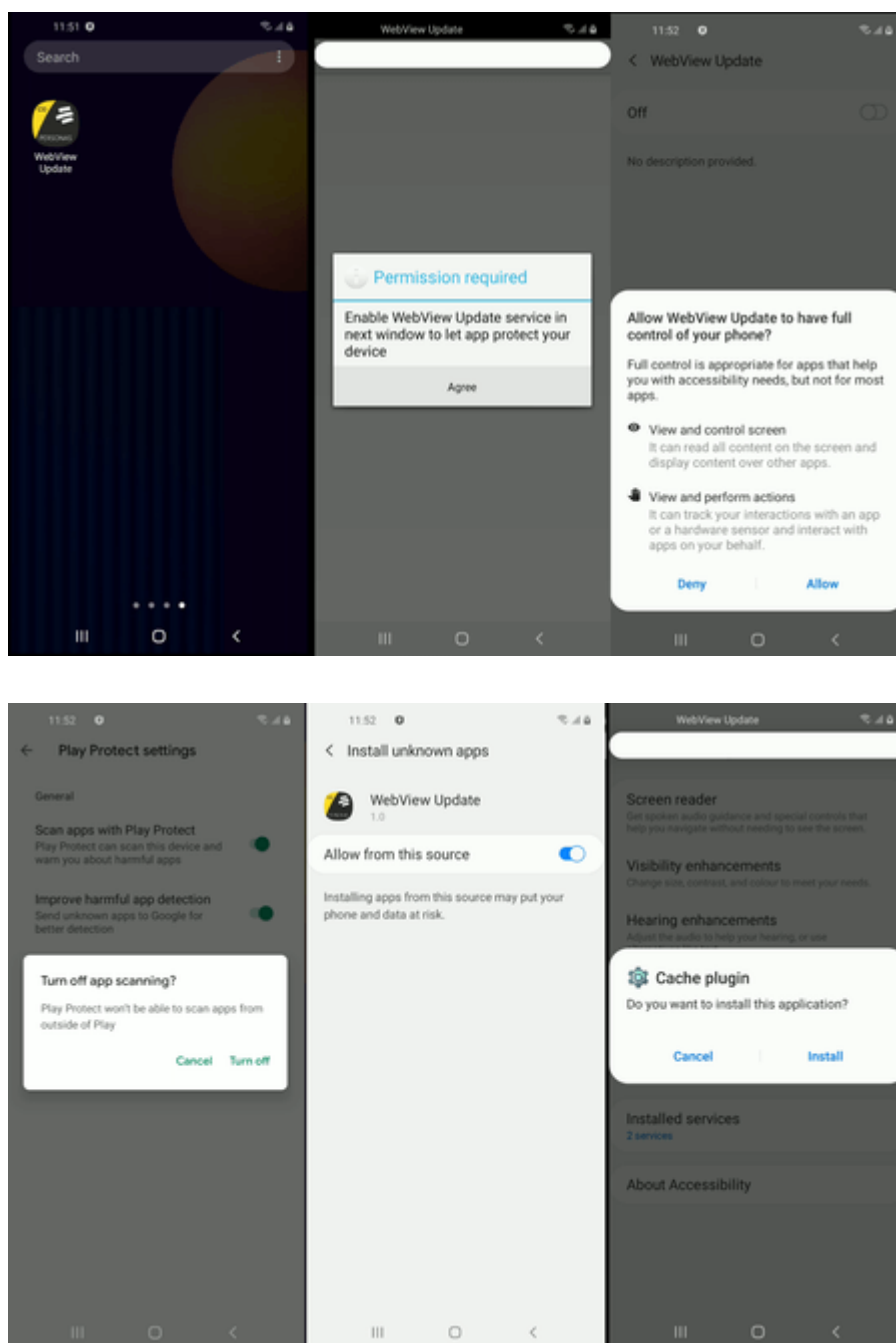 11:51
Search
PERSONAS
WebView
Update
WebView Update
Permission required
Enable WebView Update service in
next window to let app protect your
device
Agree
11:52
WebView Update
Off
No description provided.
Allow WebView Update to have full
control of your phone?
Full control is appropriate for apps that help
you with accessibility needs, but not for most
apps.
View and control screen
It can read all content on the screen and
display content over other apps.
View and perform actions
It can track your interactions with an app
or a hardware sensor and interact with
apps on your behalf.
Deny
Allow
11:52
Play Protect settings
General
Scan apps with Play Protect
Play Protect can scan this device and
warn you about harmful apps
Improve harmful app detection
Send unknown apps to Google for
better detection
Turn off app scanning?
Play Protect won't be able to scan apps from
outside of Play
Cancel
Turn off
11:52
Install unknown apps
WebView Update
1.0
Allow from this source
Installing apps from this source may put your
phone and data at risk.
WebView Update
Screen reader
Get spoken audio guidance and special controls that
help you navigate without needing to see the screen.
Visibility enhancements
Change size, contrast, and colour to meet your needs.
Hearing enhancements
Adjust the audio to help your hearing, or use
Cache plugin
Do you want to install this application?
Cancel
Install
Installed services
2 services
About Accessibility